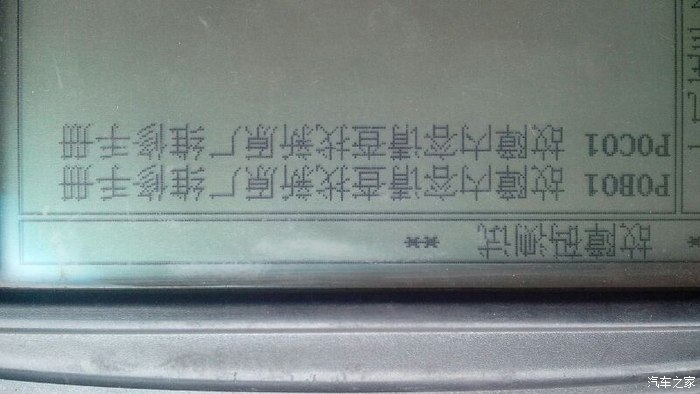 ** 故障码测试 **
P0B01 故障内容请查找新原厂维修手册
P0C01 故障内容请查找新原厂维修手册
汽车之家